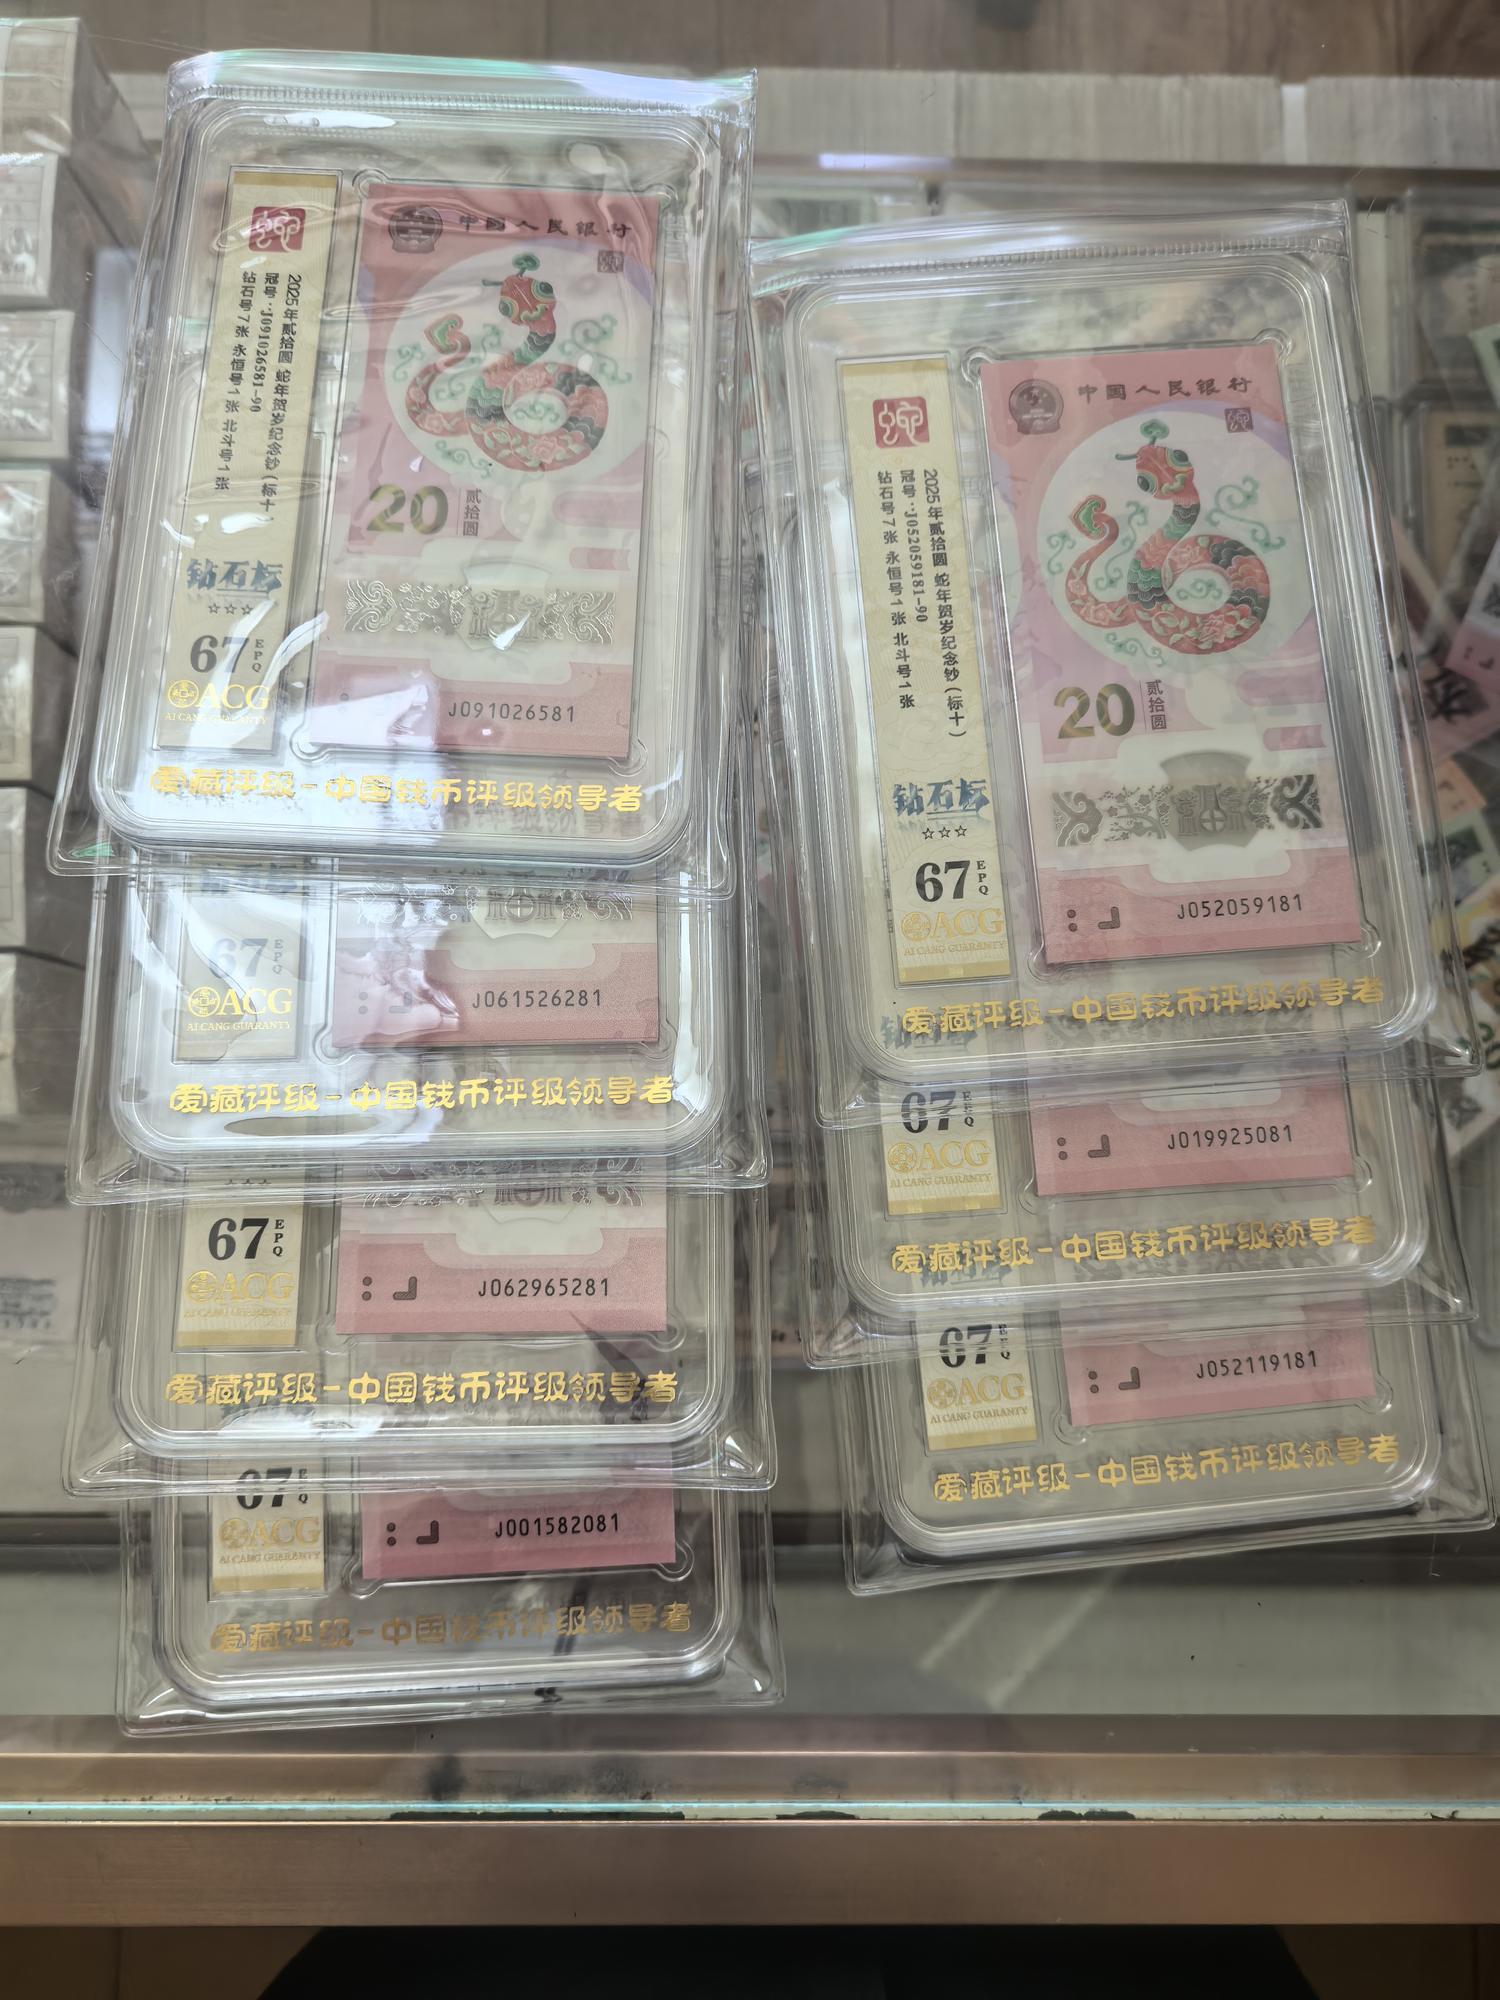 2025年贰拾圆 蛇年贺岁纪念钞(标十)
冠号:J091026581-90
钻石号7张 永恒号1张 北斗号1张
钻石标
☆☆☆
67 EPQ
ACG
AI CANG GUARANTY
中国人民银行
20 贰拾圆
J091026581
爱藏评级-中国钱币评级领导者
67 EPQ
ACG
AI CANG GUARANTY
J061526281
爱藏评级-中国钱币评级领导者
67 EPQ
ACG
AI CANG GUARANTY
J062965281
爱藏评级-中国钱币评级领导者
67
ACG
AI CANG GUARANTY
J001582081
爱藏评级-中国钱币评级领导者
2025年贰拾圆 蛇年贺岁纪念钞(标十)
冠号:J052059181-90
钻石号7张 永恒号1张 北斗号1张
钻石标
☆☆☆
67 EPQ
ACG
AI CANG GUARANTY
中国人民银行
20 贰拾圆
J052059181
爱藏评级-中国钱币评级领导者
67
ACG
AI CANG GUARANTY
J019925081
爱藏评级-中国钱币评级领导者
67
ACG
AI CANG GUARANTY
J052119181
爱藏评级-中国钱币评级领导者